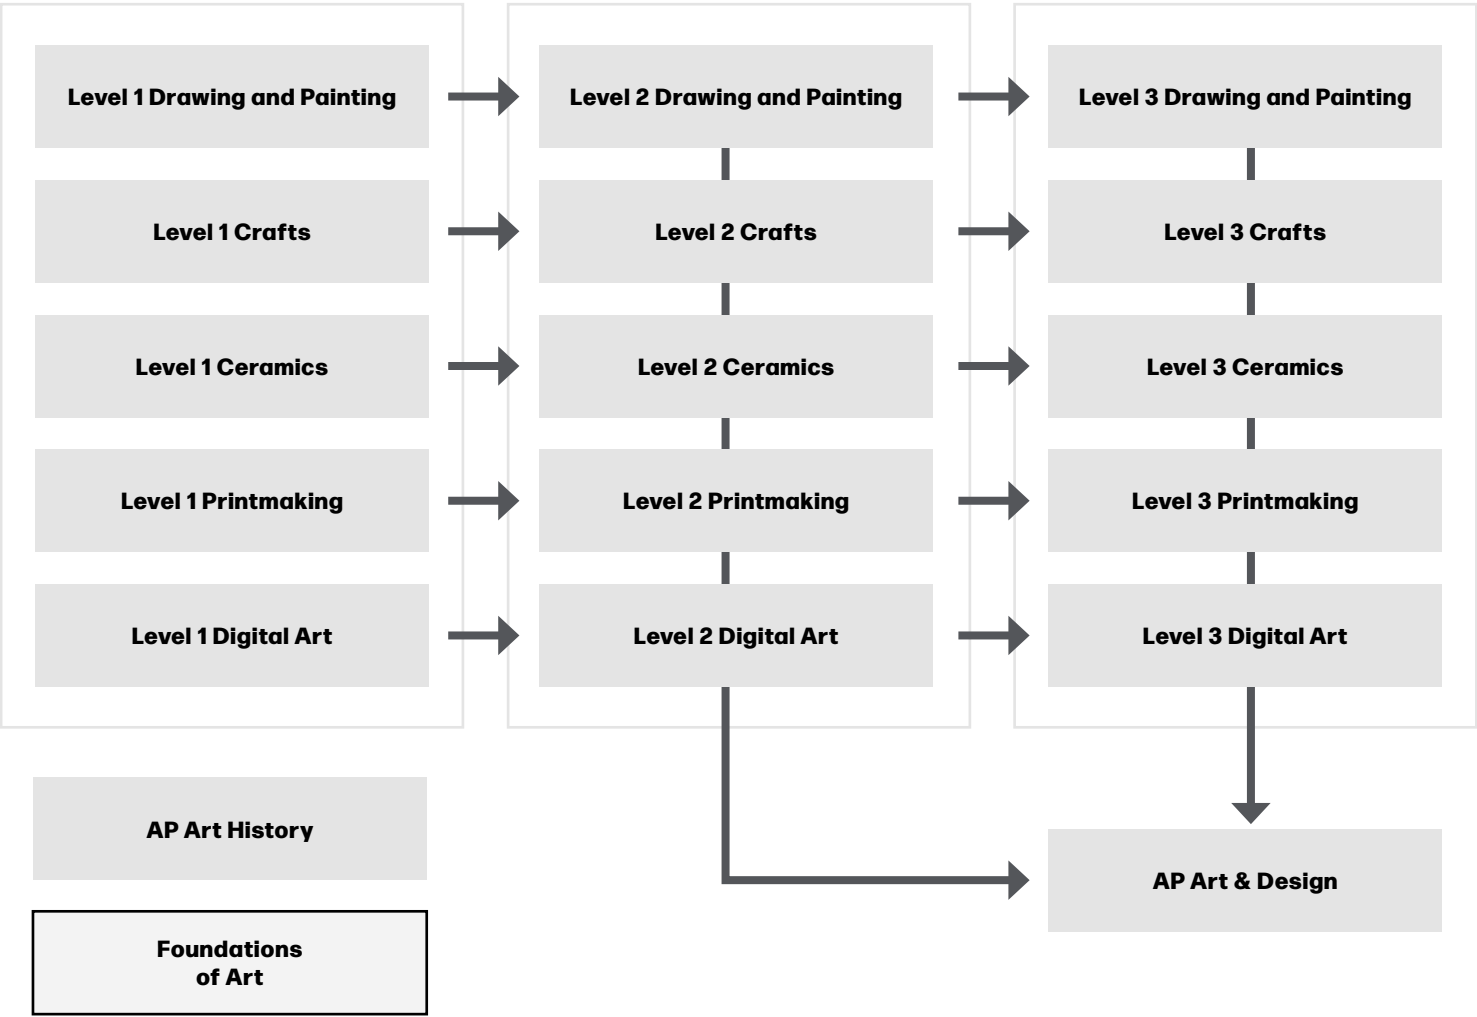 Level 1 Drawing and Painting
Level 2 Drawing and Painting
Level 3 Drawing and Painting
Level 1 Crafts
Level 2 Crafts
Level 3 Crafts
Level 1 Ceramics
Level 2 Ceramics
Level 3 Ceramics
Level 1 Printmaking
Level 2 Printmaking
Level 3 Printmaking
Level 1 Digital Art
Level 2 Digital Art
Level 3 Digital Art
AP Art History
AP Art & Design
Foundations
of Art